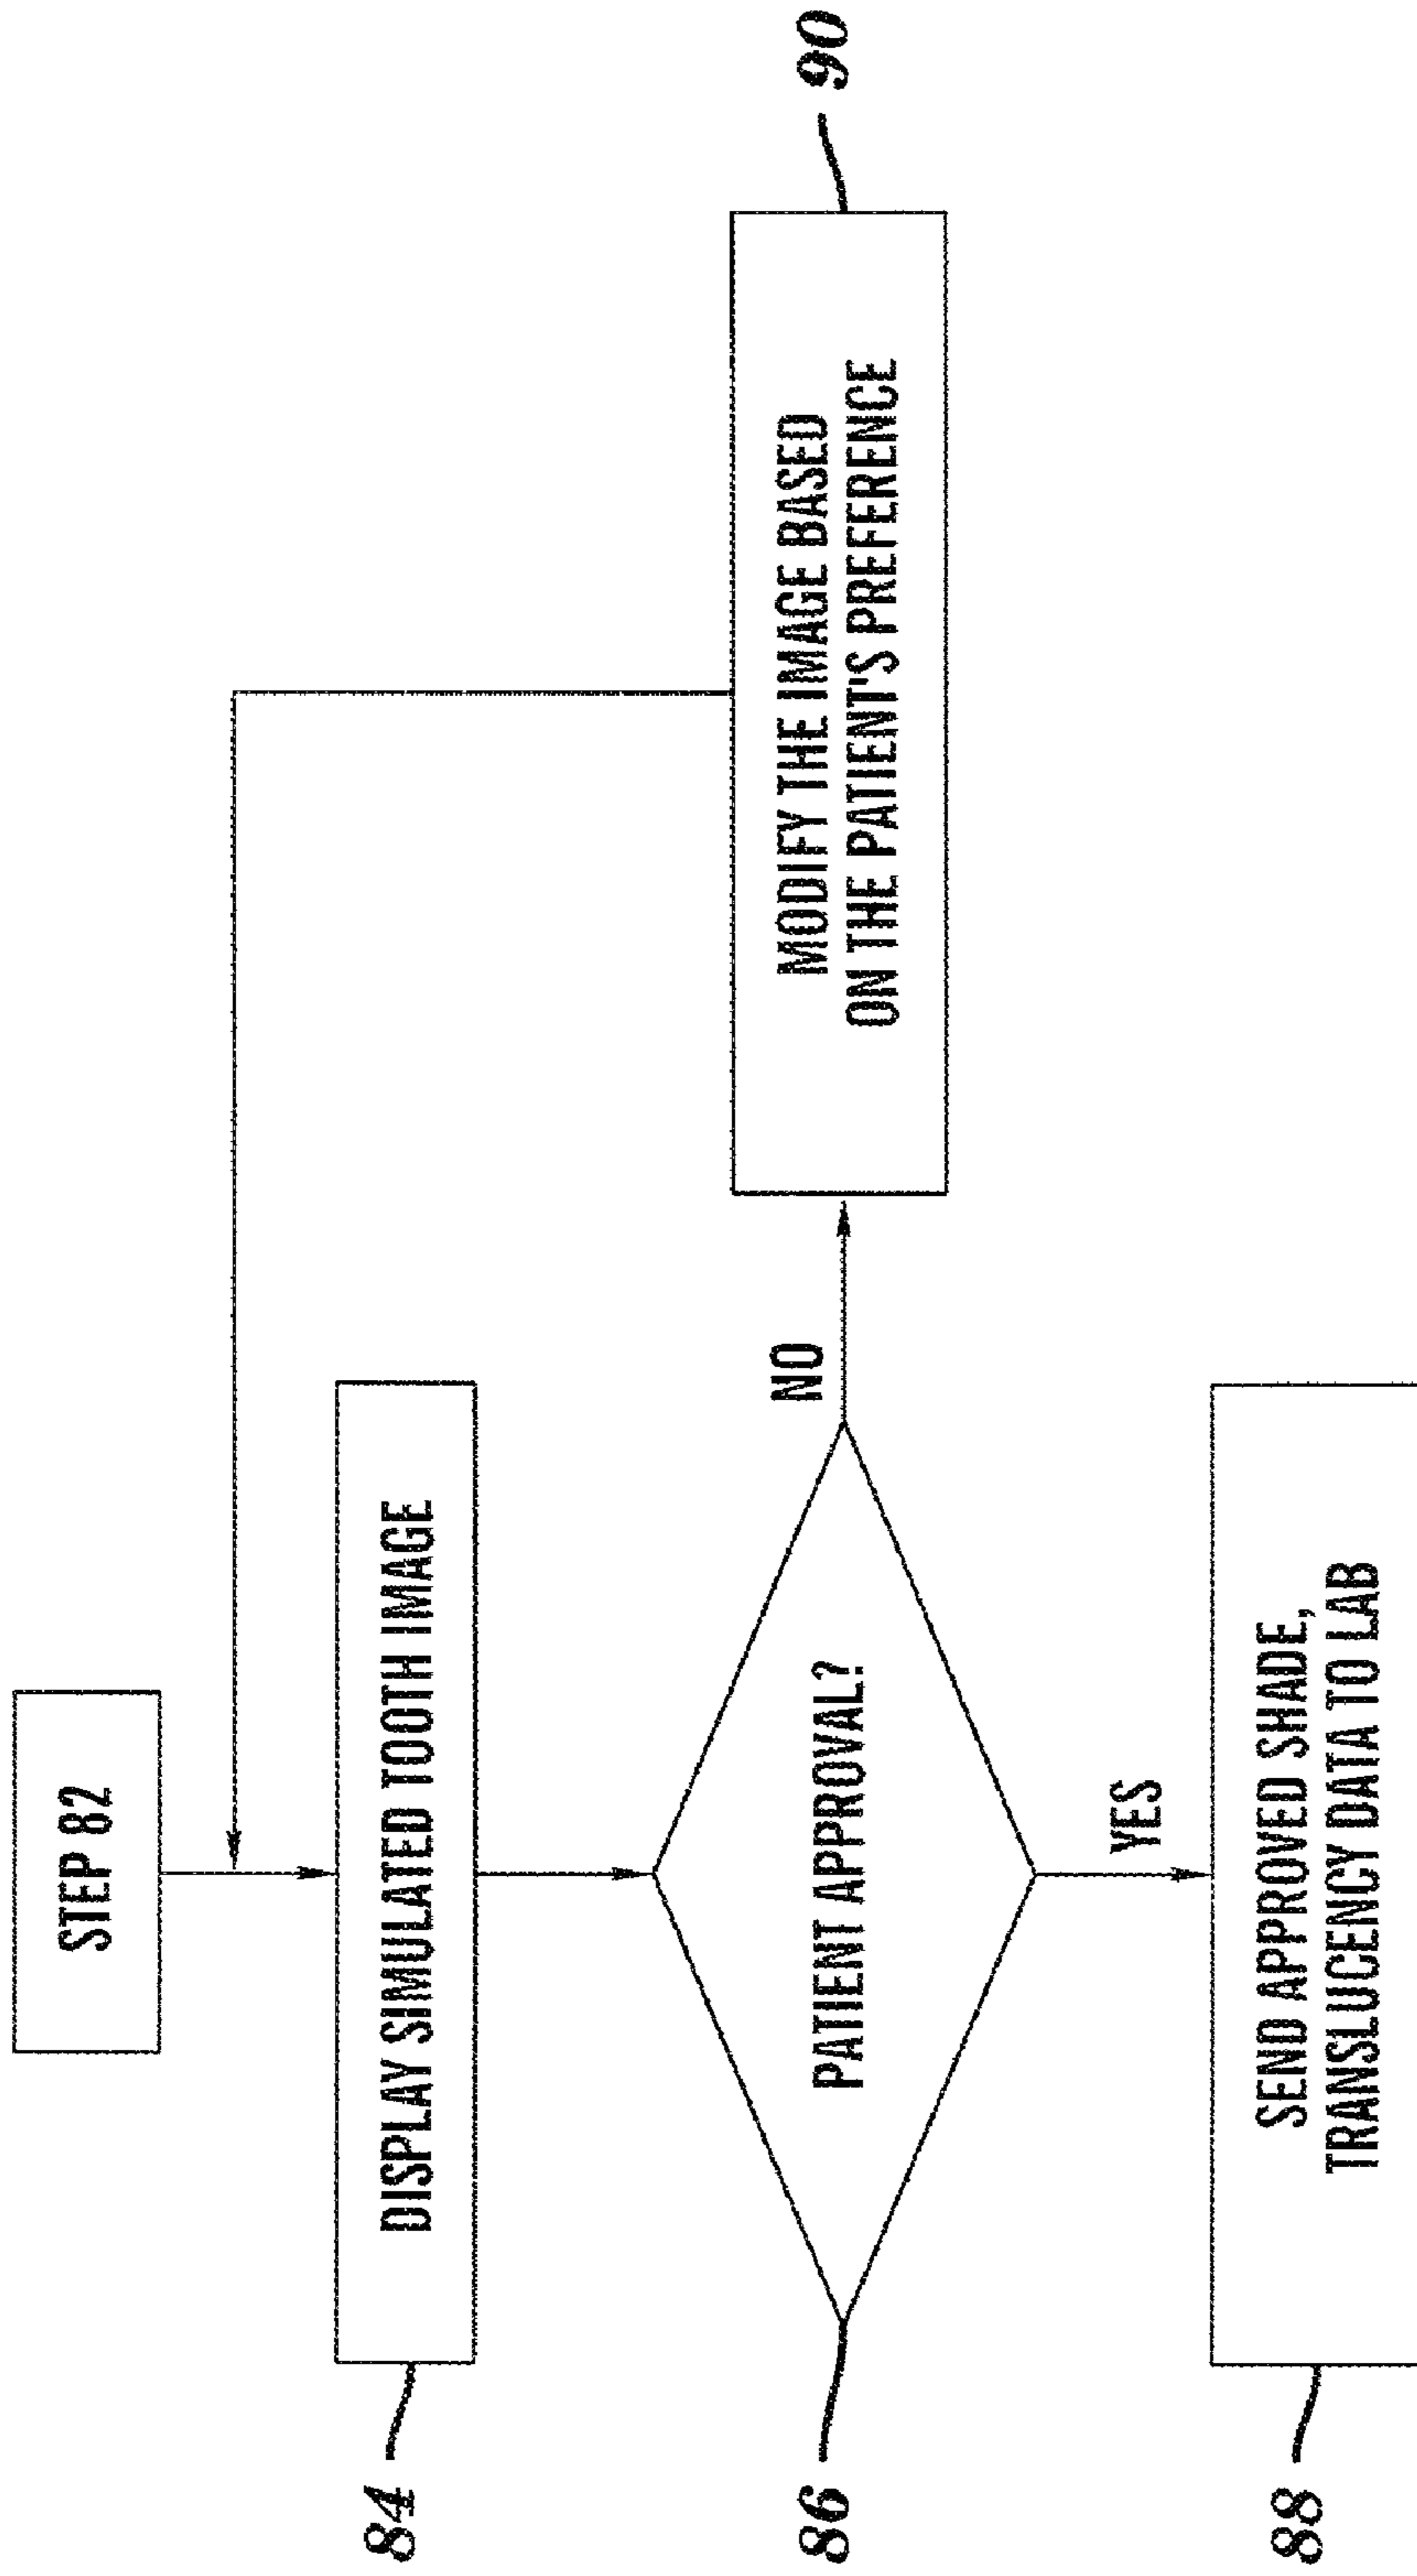 STEP 82
84
DISPLAY SIMULATED TOOTH IMAGE
86
PATIENT APPROVAL?
NO
MODIFY THE IMAGE BASED
ON THE PATIENT'S PREFERENCE
90
YES
88
SEND APPROVED SHADE,
TRANSLUCENCY DATA TO LAB